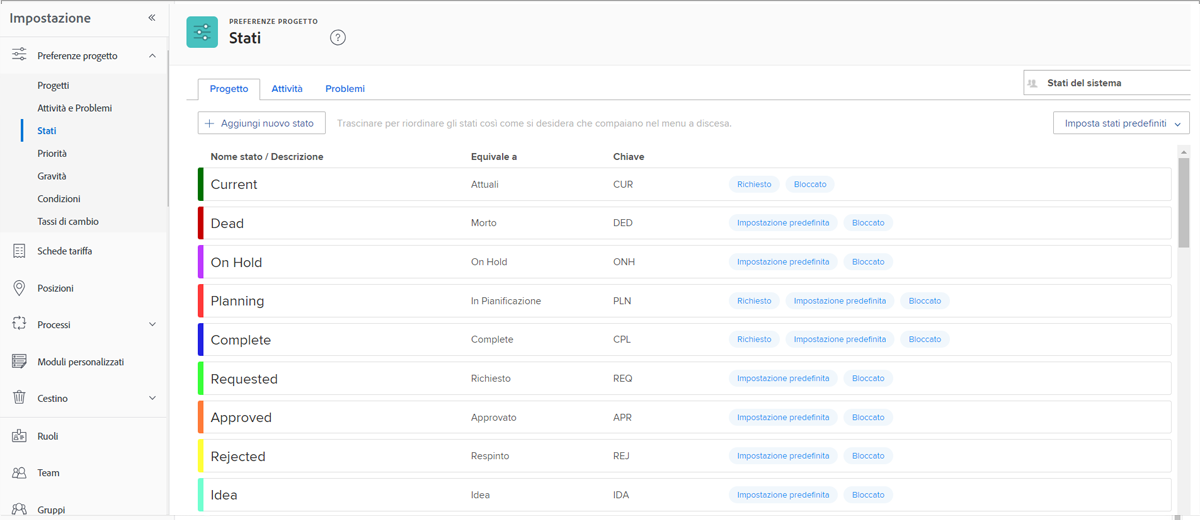 Impostazione «
Preferenze progetto
Progetti
Attività e Problemi
Stati
Priorità
Gravità
Condizioni
Tassi di cambio
Schede tariffa
Posizioni
Processi
Moduli personalizzati
Cestino
Ruoli
Team
Gruppi
PREFERENZE PROGETTO
Stati ?
Progetto Attività Problemi
Stati del sistema
+ Aggiungi nuovo stato Trascinare per riordinare gli stati così come si desidera che compaiano nel menu a discesa. Imposta stati predefiniti
Nome stato / Descrizione Equivale a Chiave
Current Attuali CUR Richiesto Bloccato
Dead Morto DED Impostazione predefinita Bloccato
On Hold On Hold ONH Impostazione predefinita Bloccato
Planning In Pianificazione PLN Richiesto Impostazione predefinita Bloccato
Complete Complete CPL Richiesto Impostazione predefinita Bloccato
Requested Richiesto REQ Impostazione predefinita Bloccato
Approved Approvato APR Impostazione predefinita Bloccato
Rejected Respinto REJ Impostazione predefinita Bloccato
Idea Idea IDA Impostazione predefinita Bloccato